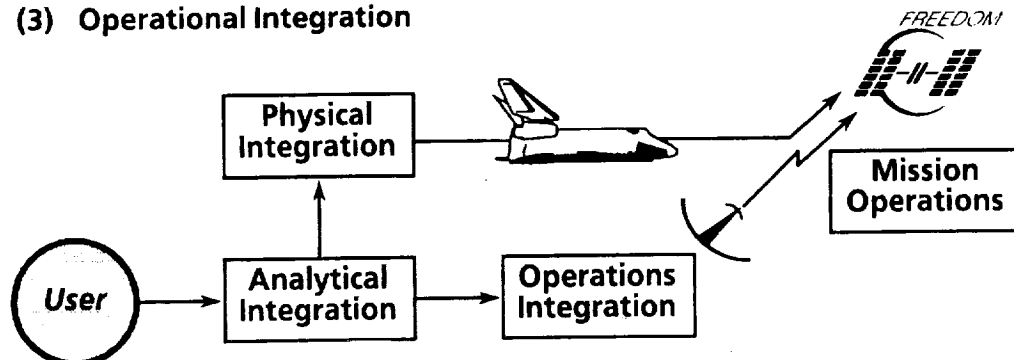 (3) Operational Integration
FREEDOM
Physical
Integration
Mission
Operations
User
Analytical
Integration
Operations
Integration